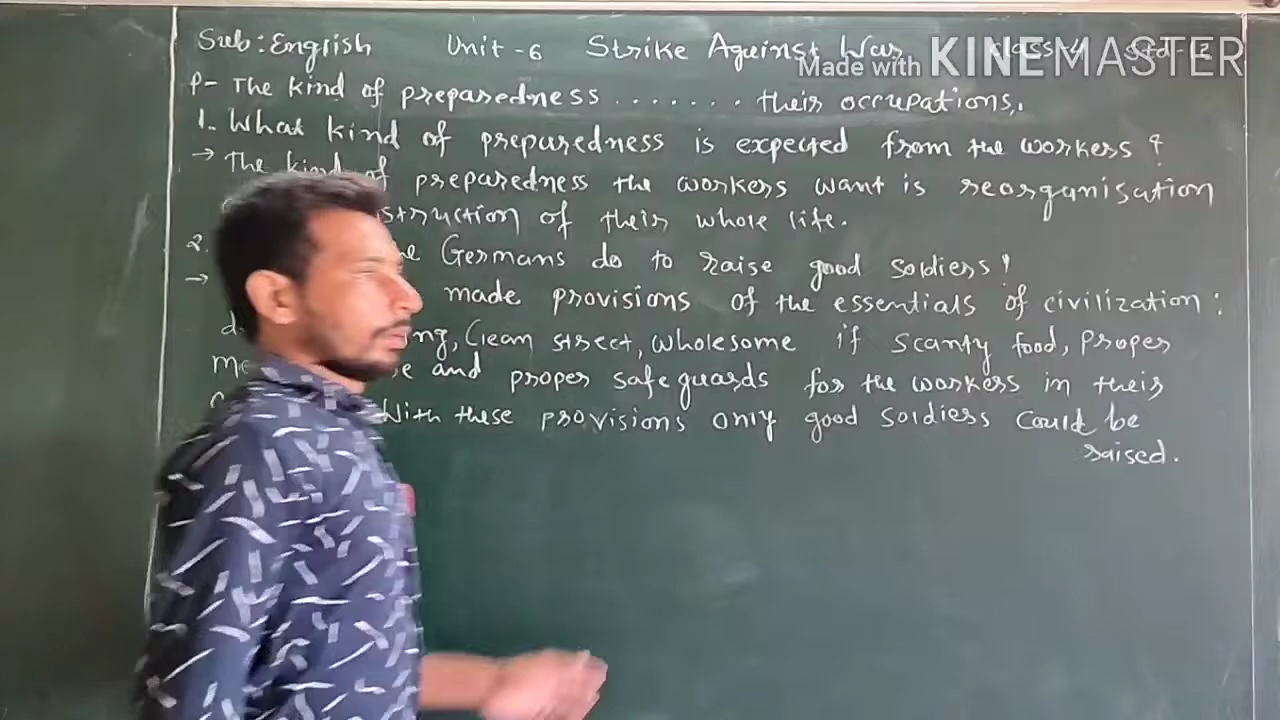 Sub: English Unit-6 Strike Against War Class-4 Std-12
Made with KINEMASTER
P- The kind of preparedness ....... their occupations.
1. What kind of preparedness is expected from the workers?
→ The kind of preparedness the workers want is reorganisation
struction of their whole life.
2. Germans do to raise good soldiers?
→ made provisions of the essentials of civilization:
Clean street, wholesome if scanty food, Proper
and proper safeguards for the workers in their
With these provisions only good soldiers could be
raised.